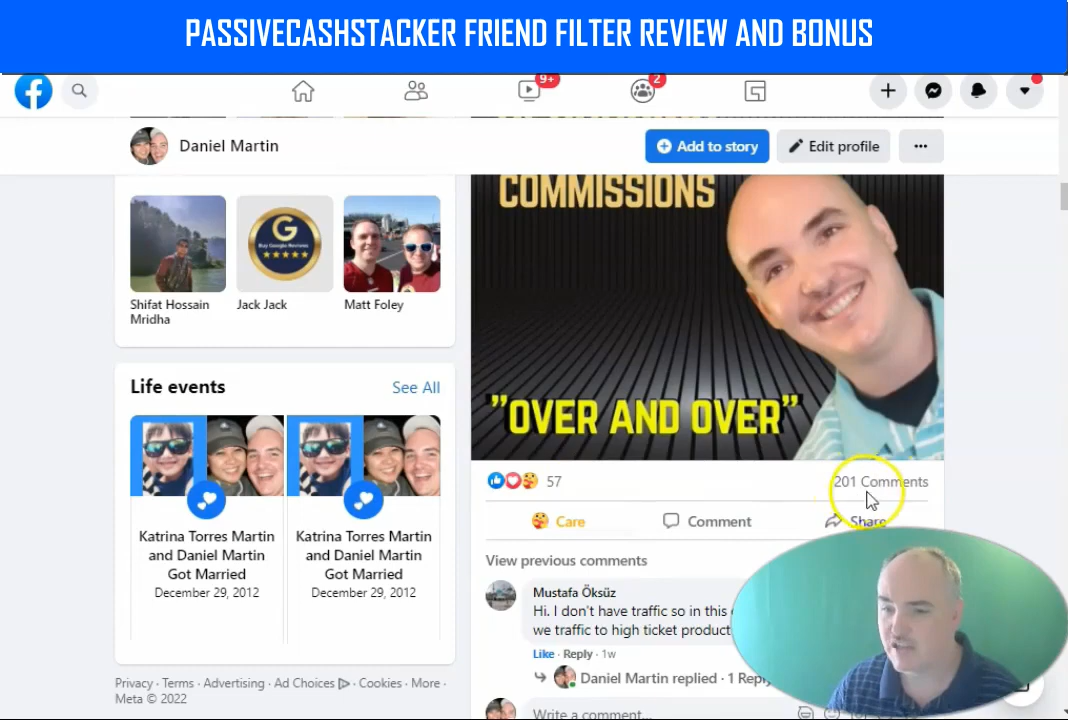 PASSIVECASHSTACKER FRIEND FILTER REVIEW AND BONUS
9+
2
Daniel Martin
Add to story
Edit profile
COMMISSIONS
"OVER AND OVER"
G
Buy Google Reviews
Shifat Hossain
Mridha
Jack Jack
Matt Foley
Life events
See All
Katrina Torres Martin
and Daniel Martin
Got Married
December 29, 2012
Katrina Torres Martin
and Daniel Martin
Got Married
December 29, 2012
Privacy · Terms · Advertising · Ad Choices · Cookies · More ·
Meta © 2022
57
201 Comments
Care
Comment
Share
View previous comments
Mustafa Öksüz
Hi. I don't have traffic so in this
we traffic to high ticket product
Like · Reply · 1w
Daniel Martin replied · 1 Reply
Write a comment...